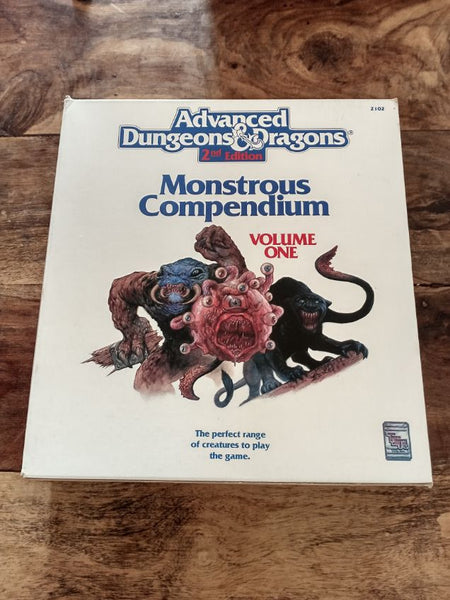 2102
Advanced
Dungeons & Dragons®
2nd Edition
Monstrous
Compendium
VOLUME
ONE
The perfect range
of creatures to play
the game.